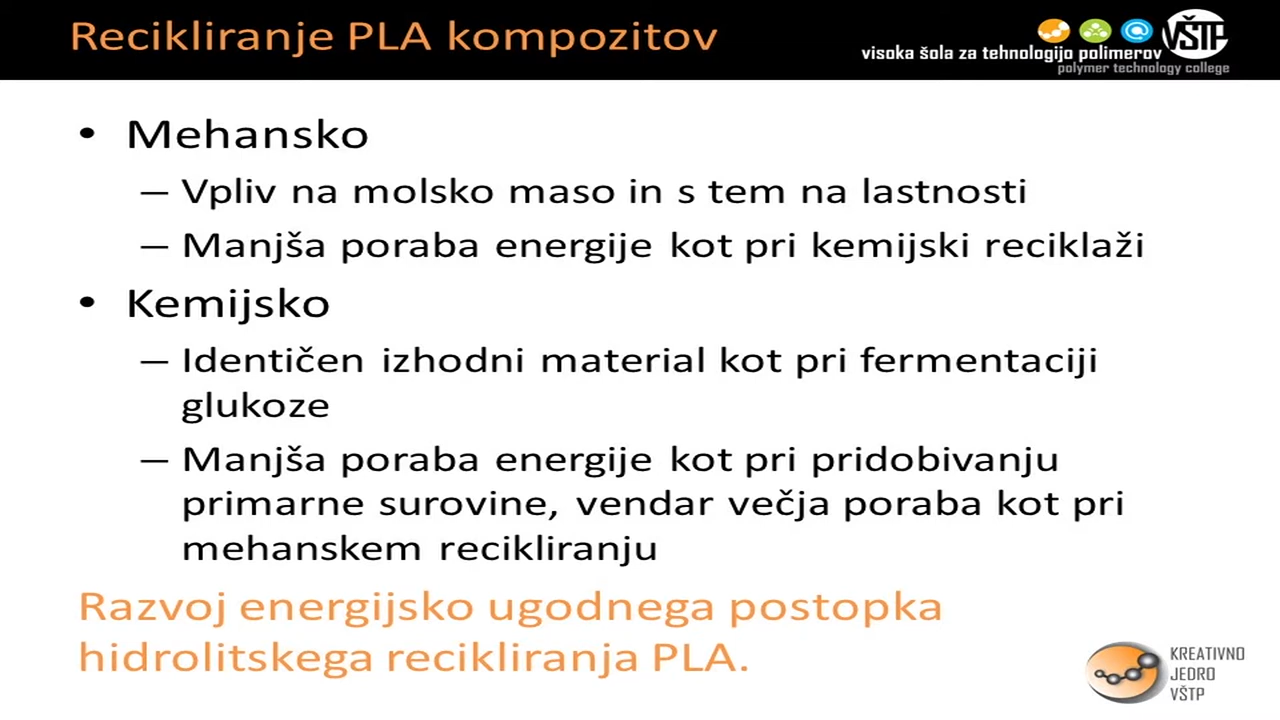 Recikliranje PLA kompozitov
visoka šola za tehnologijo polimerov
VŠTP
polymer technology college
• Mehansko
– Vpliv na molsko maso in s tem na lastnosti
– Manjša poraba energije kot pri kemijski reciklaži
• Kemijsko
– Identičen izhodni material kot pri fermentaciji
glukoze
– Manjša poraba energije kot pri pridobivanju
primarne surovine, vendar večja poraba kot pri
mehanskem recikliranju
Razvoj energijsko ugodnega postopka
hidrolitskega recikliranja PLA.
KREATIVNO
JEDRO
VŠTP